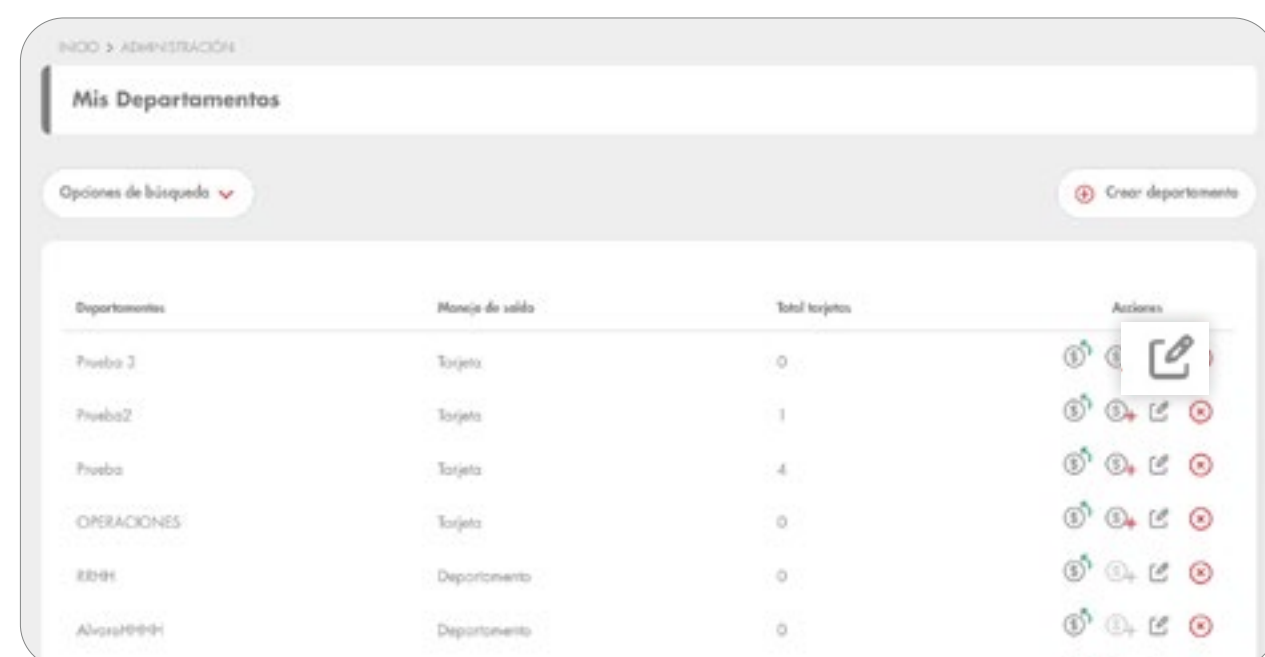 INICIO > ADMINISTRACIÓN
Mis Departamentos
Opciones de búsqueda
Crear departamento
Departamentos Manejo de saldo Total tarjetas Acciones
Prueba 3 Tarjeta 0
Prueba2 Tarjeta 1
Prueba Tarjeta 4
OPERACIONES Tarjeta 0
RRHH Departamento 0
Departamento 0